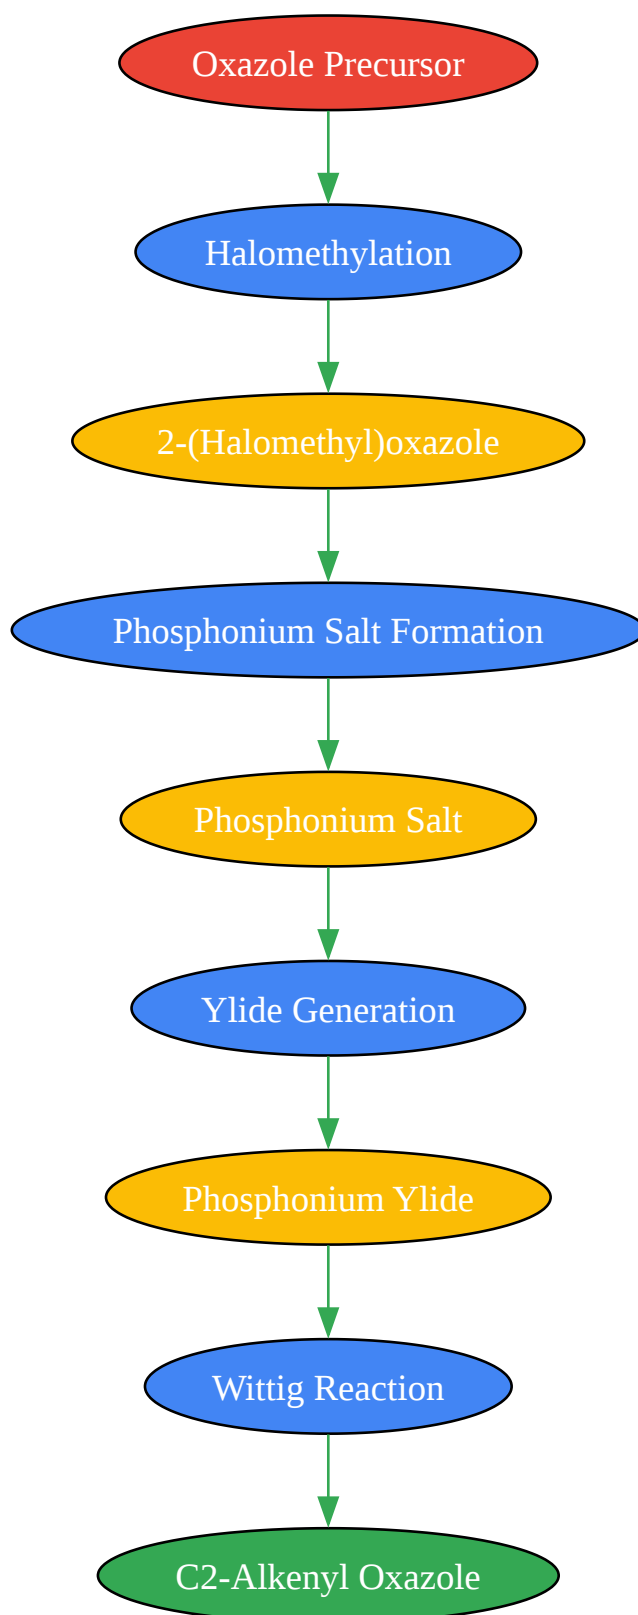 Oxazole Precursor
Halomethylation
2-(Halomethyl)oxazole
Phosphonium Salt Formation
Phosphonium Salt
Ylide Generation
Phosphonium Ylide
Wittig Reaction
C2-Alkenyl Oxazole